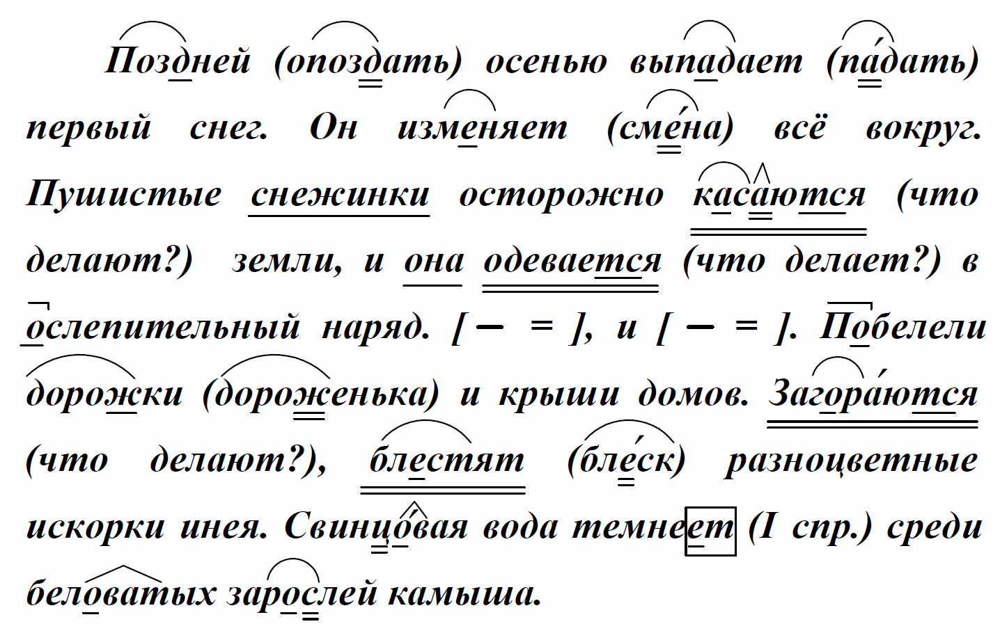 Поздней (опоздать) осенью выпадает (па́дать)
первый снег. Он изменяет (сме́на) всё вокруг.
Пушистые снежинки осторожно касаются (что
делают?) земли, и она одевается (что делает?) в
ослепительный наряд. [ — = ], и [ — = ]. Побелели
дорожки (дороженька) и крыши домов. Загора́ются
(что делают?), блестят (бле́ск) разноцветные
искорки инея. Свинцо́вая вода темнеет (I спр.) среди
беловатых зарослей камыша.